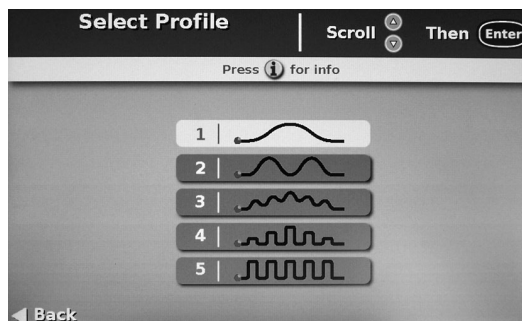 Select Profile
Scroll Then Enter
Press i for info
1
2
3
4
5
Back